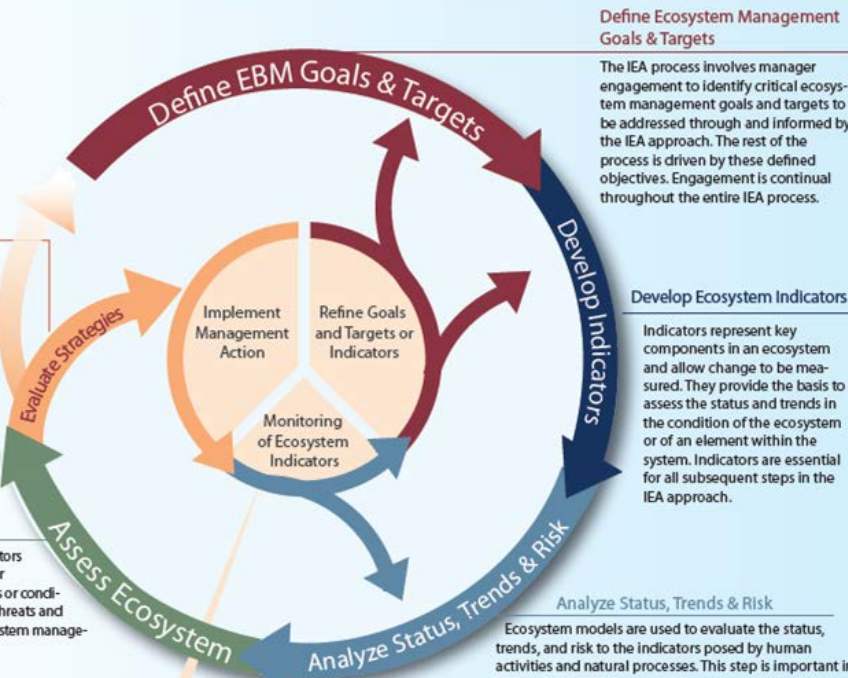 Define Ecosystem Management
Goals & Targets
The IEA process involves manager
engagement to identify critical ecosys-
tem management goals and targets to
be addressed through and informed by
the IEA approach. The rest of the
process is driven by these defined
objectives. Engagement is continual
throughout the entire IEA process.
Define EBM Goals & Targets
Develop Indicators
Develop Ecosystem Indicators
Indicators represent key
components in an ecosystem
and allow change to be mea-
sured. They provide the basis to
assess the status and trends in
the condition of the ecosystem
or of an element within the
system. Indicators are essential
for all subsequent steps in the
IEA approach.
Evaluate Strategies
Implement
Management
Action
Refine Goals
and Targets or
Indicators
Monitoring
of Ecosystem
Indicators
Assess Ecosystem
Analyze Status, Trends & Risk
Analyze Status, Trends & Risk
Ecosystem models are used to evaluate the status,
trends, and risk to the indicators posed by human
activities and natural processes. This step is important
or condi-
threats and
stem manage-